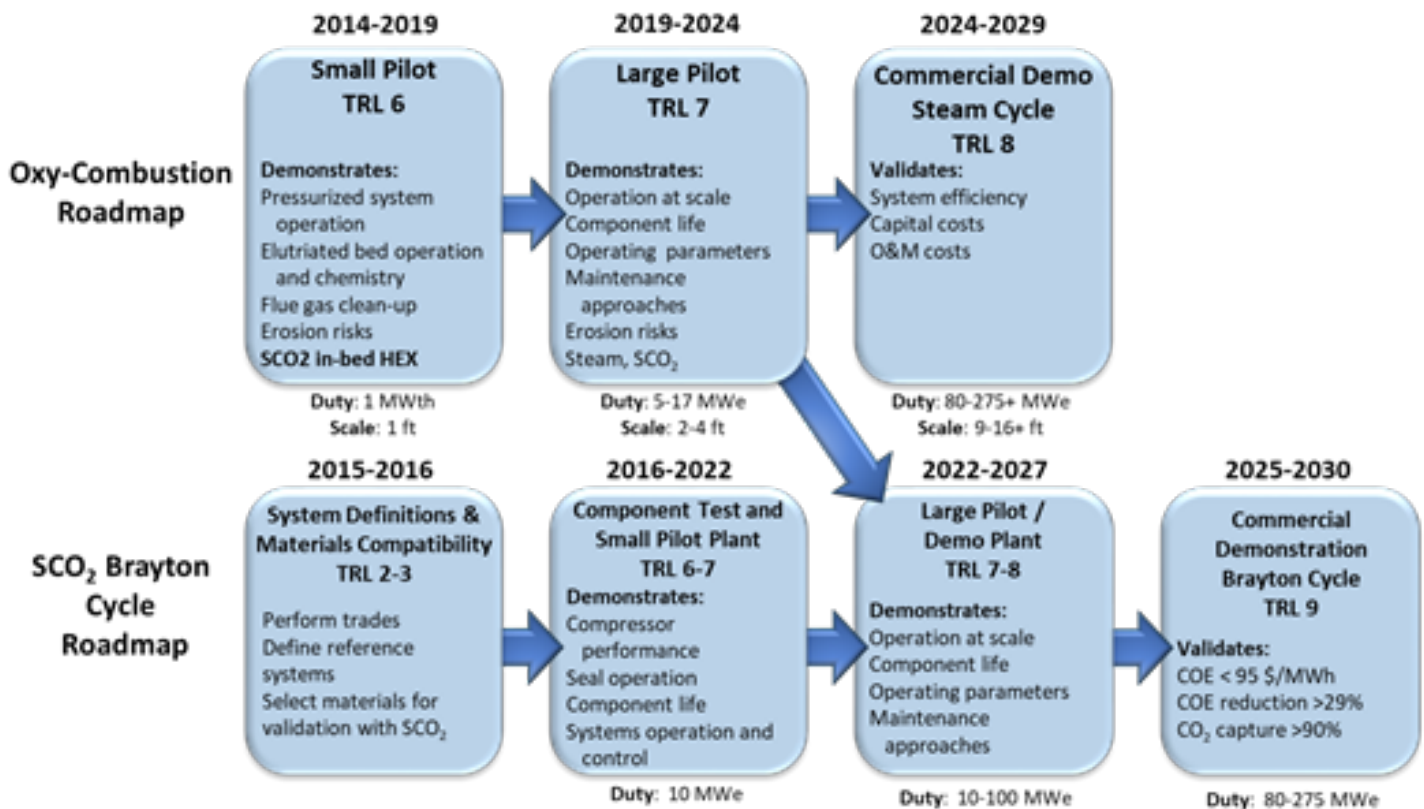 2014-2019
2019-2024
2024-2029
Oxy-Combustion
Roadmap
Small Pilot
TRL 6
Demonstrates:
Pressurized system
operation
Elutriated bed operation
and chemistry
Flue gas clean-up
Erosion risks
SCO2 in-bed HEX
Duty: 1 MWth
Scale: 1 ft
Large Pilot
TRL 7
Demonstrates:
Operation at scale
Component life
Operating parameters
Maintenance
approaches
Erosion risks
Steam, SCO₂
Duty: 5-17 MWe
Scale: 2-4 ft
Commercial Demo
Steam Cycle
TRL 8
Validates:
System efficiency
Capital costs
O&M costs
Duty: 80-275+ MWe
Scale: 9-16+ ft
2015-2016
2016-2022
2022-2027
2025-2030
SCO₂ Brayton
Cycle
Roadmap
System Definitions &
Materials Compatibility
TRL 2-3
Perform trades
Define reference
systems
Select materials for
validation with SCO₂
Component Test and
Small Pilot Plant
TRL 6-7
Demonstrates:
Compressor
performance
Seal operation
Component life
Systems operation and
control
Duty: 10 MWe
Large Pilot /
Demo Plant
TRL 7-8
Demonstrates:
Operation at scale
Component life
Operating parameters
Maintenance
approaches
Duty: 10-100 MWe
Commercial
Demonstration
Brayton Cycle
TRL 9
Validates:
COE < 95 $/MWh
COE reduction >29%
CO₂ capture >90%
Duty: 80-275 MWe